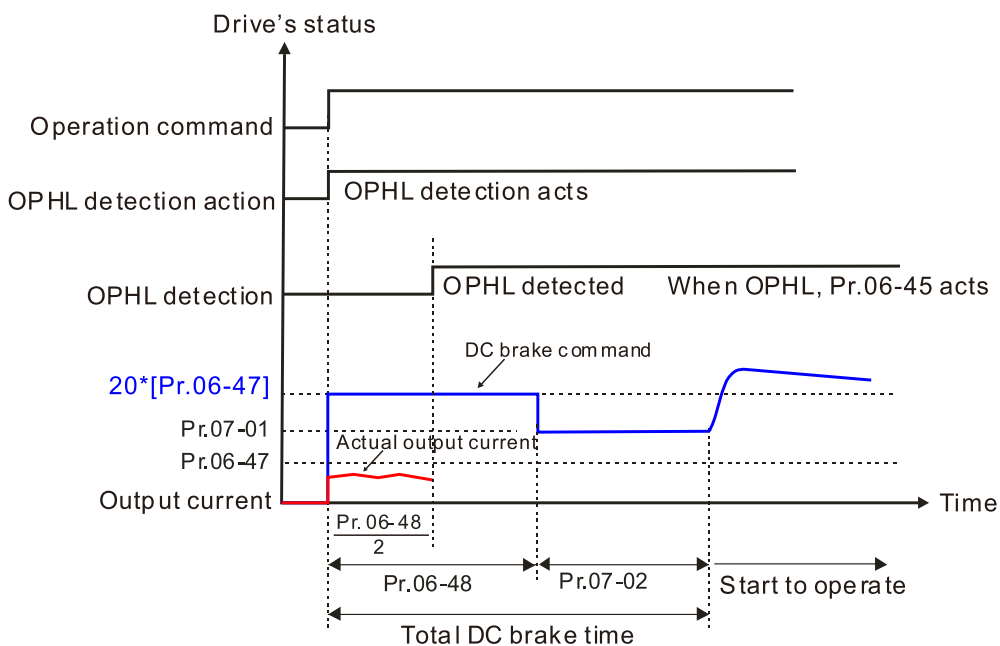 Drive's status
Operation command
OPHL detection action
OPHL detection acts
OPHL detection
OPHL detected
When OPHL, Pr.06-45 acts
DC brake command
20*[Pr.06-47]
Pr.07-01
Actual output current
Pr.06-47
Output current
Time
Pr. 06-48
2
Pr.06-48
Pr.07-02
Start to operate
Total DC brake time